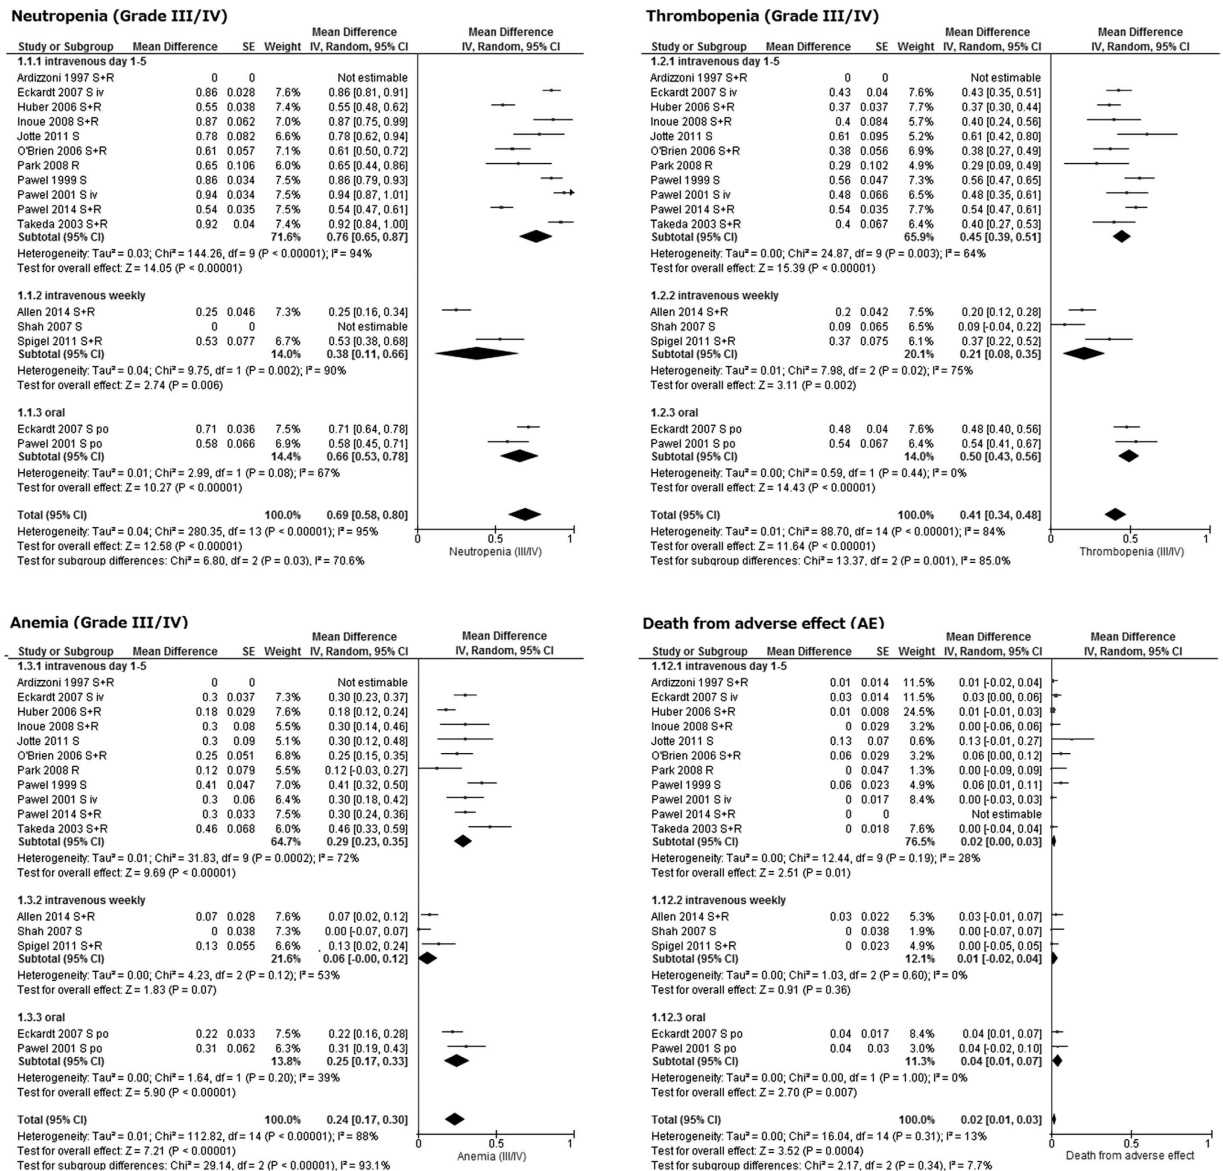 Neutropenia (Grade III/IV)
Mean Difference Mean Difference
Study or Subgroup Mean Difference SE Weight IV, Random, 95% CI IV, Random, 95% CI
1.1.1 intravenous day 1-5
Ardizzoni 1997 S+R 0 0 Not estimable
Eckardt 2007 S iv 0.86 0.028 7.6% 0.86 [0.81, 0.91]
Huber 2006 S+R 0.55 0.038 7.4% 0.55 [0.48, 0.62]
Inoue 2008 S+R 0.87 0.062 7.0% 0.87 [0.75, 0.99]
Jotte 2011 S 0.78 0.082 6.6% 0.78 [0.62, 0.94]
O'Brien 2006 S+R 0.61 0.057 7.1% 0.61 [0.50, 0.72]
Park 2008 R 0.65 0.106 6.0% 0.65 [0.44, 0.86]
Pawel 1999 S 0.86 0.034 7.5% 0.86 [0.79, 0.93]
Pawel 2001 S iv 0.94 0.034 7.5% 0.94 [0.87, 1.01]
Pawel 2014 S+R 0.54 0.035 7.5% 0.54 [0.47, 0.61]
Takeda 2003 S+R 0.92 0.04 7.4% 0.92 [0.84, 1.00]
Subtotal (95% CI) 71.6% 0.76 [0.65, 0.87]
Heterogeneity: Tau² = 0.03; Chi² = 144.26, df = 9 (P < 0.00001); I² = 94%
Test for overall effect: Z = 14.05 (P < 0.00001)
1.1.2 intravenous weekly
Allen 2014 S+R 0.25 0.046 7.3% 0.25 [0.16, 0.34]
Shah 2007 S 0 0 Not estimable
Spigel 2011 S+R 0.53 0.077 6.7% 0.53 [0.38, 0.68]
Subtotal (95% CI) 14.0% 0.38 [0.11, 0.66]
Heterogeneity: Tau² = 0.04; Chi² = 9.75, df = 1 (P = 0.002); I² = 90%
Test for overall effect: Z = 2.74 (P = 0.006)
1.1.3 oral
Eckardt 2007 S po 0.71 0.036 7.5% 0.71 [0.64, 0.78]
Pawel 2001 S po 0.58 0.066 6.9% 0.58 [0.45, 0.71]
Subtotal (95% CI) 14.4% 0.66 [0.53, 0.78]
Heterogeneity: Tau² = 0.01; Chi² = 2.99, df = 1 (P = 0.08); I² = 67%
Test for overall effect: Z = 10.27 (P < 0.00001)
Total (95% CI) 100.0% 0.69 [0.58, 0.80]
Heterogeneity: Tau² = 0.04; Chi² = 280.35, df = 13 (P < 0.00001); I² = 95%
Test for overall effect: Z = 12.58 (P < 0.00001)
Test for subgroup differences: Chi² = 6.80, df = 2 (P = 0.03), I² = 70.6%
0 0.5 1
Neutropenia (III/IV)
Thrombopenia (Grade III/IV)
Mean Difference Mean Difference
Study or Subgroup Mean Difference SE Weight IV, Random, 95% CI IV, Random, 95% CI
1.2.1 intravenous day 1-5
Ardizzoni 1997 S+R 0 0 Not estimable
Eckardt 2007 S iv 0.43 0.04 7.6% 0.43 [0.35, 0.51]
Huber 2006 S+R 0.37 0.037 7.7% 0.37 [0.30, 0.44]
Inoue 2008 S+R 0.4 0.084 5.7% 0.40 [0.24, 0.56]
Jotte 2011 S 0.61 0.095 5.2% 0.61 [0.42, 0.80]
O'Brien 2006 S+R 0.38 0.056 6.9% 0.38 [0.27, 0.49]
Park 2008 R 0.29 0.102 4.9% 0.29 [0.09, 0.49]
Pawel 1999 S 0.56 0.047 7.3% 0.56 [0.47, 0.65]
Pawel 2001 S iv 0.48 0.066 6.5% 0.48 [0.35, 0.61]
Pawel 2014 S+R 0.54 0.035 7.7% 0.54 [0.47, 0.61]
Takeda 2003 S+R 0.4 0.067 6.4% 0.40 [0.27, 0.53]
Subtotal (95% CI) 65.9% 0.45 [0.39, 0.51]
Heterogeneity: Tau² = 0.00; Chi² = 24.87, df = 9 (P = 0.003); I² = 64%
Test for overall effect: Z = 15.39 (P < 0.00001)
1.2.2 intravenous weekly
Allen 2014 S+R 0.2 0.042 7.5% 0.20 [0.12, 0.28]
Shah 2007 S 0.09 0.065 6.5% 0.09 [-0.04, 0.22]
Spigel 2011 S+R 0.37 0.075 6.1% 0.37 [0.22, 0.52]
Subtotal (95% CI) 20.1% 0.21 [0.08, 0.35]
Heterogeneity: Tau² = 0.01; Chi² = 7.98, df = 2 (P = 0.02); I² = 75%
Test for overall effect: Z = 3.11 (P = 0.002)
1.2.3 oral
Eckardt 2007 S po 0.48 0.04 7.6% 0.48 [0.40, 0.56]
Pawel 2001 S po 0.54 0.067 6.4% 0.54 [0.41, 0.67]
Subtotal (95% CI) 14.0% 0.50 [0.43, 0.56]
Heterogeneity: Tau² = 0.00; Chi² = 0.59, df = 1 (P = 0.44); I² = 0%
Test for overall effect: Z = 14.43 (P < 0.00001)
Total (95% CI) 100.0% 0.41 [0.34, 0.48]
Heterogeneity: Tau² = 0.01; Chi² = 88.70, df = 14 (P < 0.00001); I² = 84%
Test for overall effect: Z = 11.64 (P < 0.00001)
Test for subgroup differences: Chi² = 13.37, df = 2 (P = 0.001), I² = 85.0%
0 0.5 1
Thrombopenia (III/IV)
Anemia (Grade III/IV)
Mean Difference Mean Difference
Study or Subgroup Mean Difference SE Weight IV, Random, 95% CI IV, Random, 95% CI
1.3.1 intravenous day 1-5
Ardizzoni 1997 S+R 0 0 Not estimable
Eckardt 2007 S iv 0.3 0.037 7.3% 0.30 [0.23, 0.37]
Huber 2006 S+R 0.18 0.029 7.6% 0.18 [0.12, 0.24]
Inoue 2008 S+R 0.3 0.08 5.5% 0.30 [0.14, 0.46]
Jotte 2011 S 0.3 0.09 5.1% 0.30 [0.12, 0.48]
O'Brien 2006 S+R 0.25 0.051 6.8% 0.25 [0.15, 0.35]
Park 2008 R 0.12 0.079 5.5% 0.12 [-0.03, 0.27]
Pawel 1999 S 0.41 0.047 7.0% 0.41 [0.32, 0.50]
Pawel 2001 S iv 0.3 0.06 6.4% 0.30 [0.18, 0.42]
Pawel 2014 S+R 0.3 0.033 7.5% 0.30 [0.24, 0.36]
Takeda 2003 S+R 0.46 0.068 6.0% 0.46 [0.33, 0.59]
Subtotal (95% CI) 64.7% 0.29 [0.23, 0.35]
Heterogeneity: Tau² = 0.01; Chi² = 31.83, df = 9 (P = 0.0002); I² = 72%
Test for overall effect: Z = 9.69 (P < 0.00001)
1.3.2 intravenous weekly
Allen 2014 S+R 0.07 0.028 7.6% 0.07 [0.02, 0.12]
Shah 2007 S 0 0.038 7.3% 0.00 [-0.07, 0.07]
Spigel 2011 S+R 0.13 0.055 6.6% 0.13 [0.02, 0.24]
Subtotal (95% CI) 21.6% 0.06 [-0.00, 0.12]
Heterogeneity: Tau² = 0.00; Chi² = 4.23, df = 2 (P = 0.12); I² = 53%
Test for overall effect: Z = 1.83 (P = 0.07)
1.3.3 oral
Eckardt 2007 S po 0.22 0.033 7.5% 0.22 [0.16, 0.28]
Pawel 2001 S po 0.31 0.062 6.3% 0.31 [0.19, 0.43]
Subtotal (95% CI) 13.8% 0.25 [0.17, 0.33]
Heterogeneity: Tau² = 0.00; Chi² = 1.64, df = 1 (P = 0.20); I² = 39%
Test for overall effect: Z = 5.90 (P < 0.00001)
Total (95% CI) 100.0% 0.24 [0.17, 0.30]
Heterogeneity: Tau² = 0.01; Chi² = 112.82, df = 14 (P < 0.00001); I² = 88%
Test for overall effect: Z = 7.21 (P < 0.00001)
Test for subgroup differences: Chi² = 29.14, df = 2 (P < 0.00001), I² = 93.1%
0 0.5 1
Anemia (III/IV)
Death from adverse effect (AE)
Mean Difference Mean Difference
Study or Subgroup Mean Difference SE Weight IV, Random, 95% CI IV, Random, 95% CI
1.12.1 intravenous day 1-5
Ardizzoni 1997 S+R 0.01 0.014 11.5% 0.01 [-0.02, 0.04]
Eckardt 2007 S iv 0.03 0.014 11.5% 0.03 [0.00, 0.06]
Huber 2006 S+R 0.01 0.008 24.5% 0.01 [-0.01, 0.03]
Inoue 2008 S+R 0 0.029 3.2% 0.00 [-0.06, 0.06]
Jotte 2011 S 0.13 0.07 0.6% 0.13 [-0.01, 0.27]
O'Brien 2006 S+R 0.06 0.029 3.2% 0.06 [0.00, 0.12]
Park 2008 R 0 0.047 1.3% 0.00 [-0.09, 0.09]
Pawel 1999 S 0.06 0.023 4.9% 0.06 [0.01, 0.11]
Pawel 2001 S iv 0 0.017 8.4% 0.00 [-0.03, 0.03]
Pawel 2014 S+R 0 0 Not estimable
Takeda 2003 S+R 0 0.018 7.6% 0.00 [-0.04, 0.04]
Subtotal (95% CI) 76.5% 0.02 [0.00, 0.03]
Heterogeneity: Tau² = 0.00; Chi² = 12.44, df = 9 (P = 0.19); I² = 28%
Test for overall effect: Z = 2.51 (P = 0.01)
1.12.2 intravenous weekly
Allen 2014 S+R 0.03 0.022 5.3% 0.03 [-0.01, 0.07]
Shah 2007 S 0 0.038 1.9% 0.00 [-0.07, 0.07]
Spigel 2011 S+R 0 0.023 4.9% 0.00 [-0.05, 0.05]
Subtotal (95% CI) 12.1% 0.01 [-0.02, 0.04]
Heterogeneity: Tau² = 0.00; Chi² = 1.03, df = 2 (P = 0.60); I² = 0%
Test for overall effect: Z = 0.91 (P = 0.36)
1.12.3 oral
Eckardt 2007 S po 0.04 0.017 8.4% 0.04 [0.01, 0.07]
Pawel 2001 S po 0.04 0.03 3.0% 0.04 [-0.02, 0.10]
Subtotal (95% CI) 11.3% 0.04 [0.01, 0.07]
Heterogeneity: Tau² = 0.00; Chi² = 0.00, df = 1 (P = 1.00); I² = 0%
Test for overall effect: Z = 2.70 (P = 0.007)
Total (95% CI) 100.0% 0.02 [0.01, 0.03]
Heterogeneity: Tau² = 0.00; Chi² = 16.04, df = 14 (P = 0.31); I² = 13%
Test for overall effect: Z = 3.52 (P = 0.0004)
Test for subgroup differences: Chi² = 2.17, df = 2 (P = 0.34), I² = 7.7%
0 0.5 1
Death from adverse effect